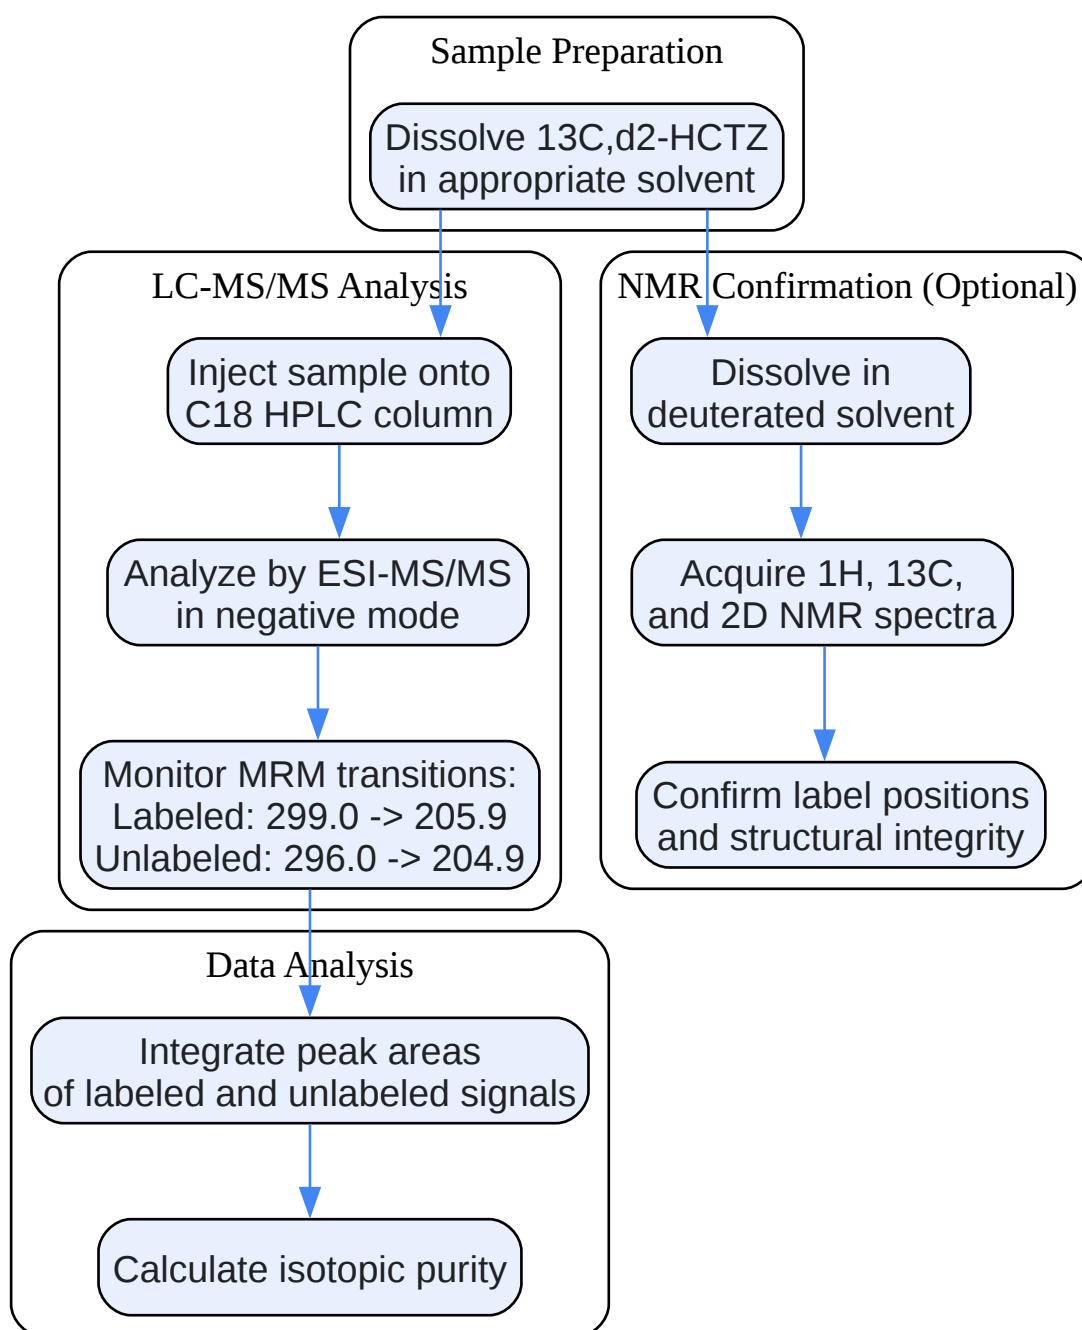 Sample Preparation
Dissolve 13C,d2-HCTZ
in appropriate solvent
LC-MS/MS Analysis
Inject sample onto
C18 HPLC column
Analyze by ESI-MS/MS
in negative mode
Monitor MRM transitions:
Labeled: 299.0 -> 205.9
Unlabeled: 296.0 -> 204.9
NMR Confirmation (Optional)
Dissolve in
deuterated solvent
Acquire 1H, 13C,
and 2D NMR spectra
Confirm label positions
and structural integrity
Data Analysis
Integrate peak areas
of labeled and unlabeled signals
Calculate isotopic purity